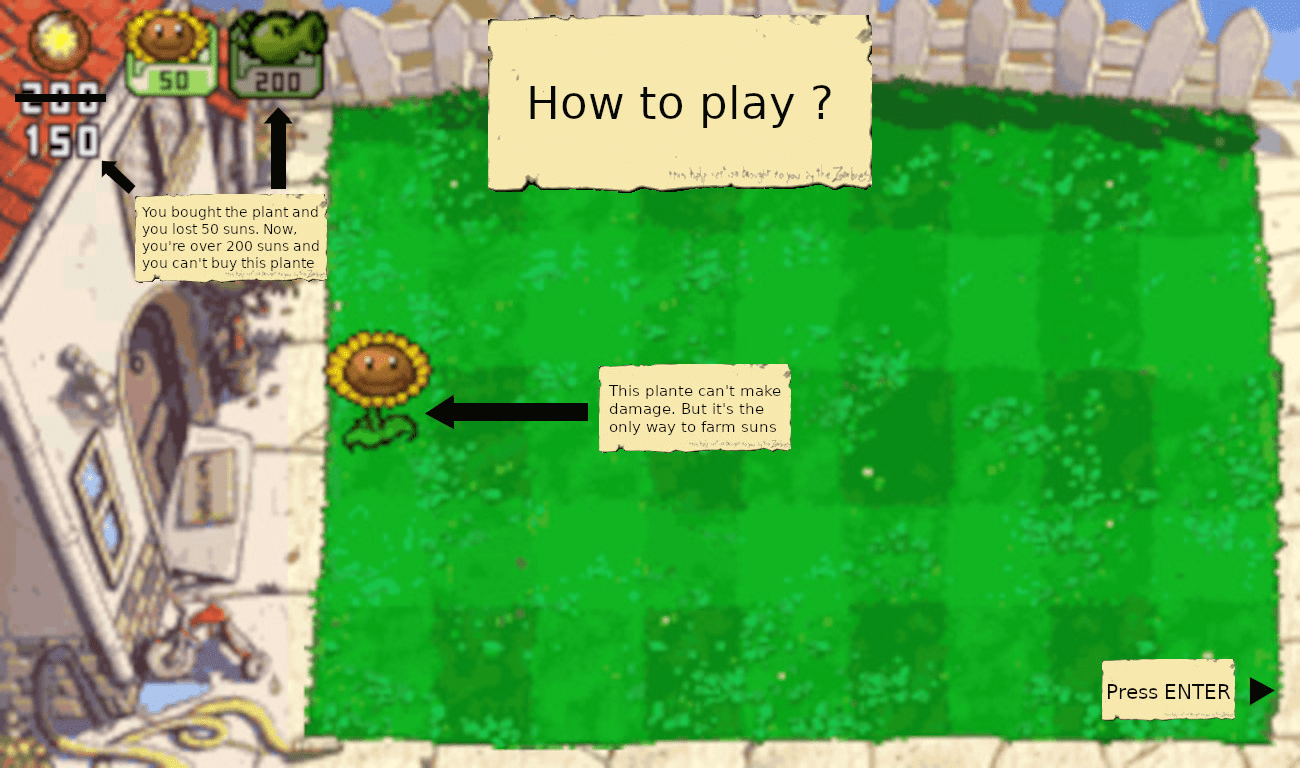 50
200
200
150
How to play ?
You bought the plant and
you lost 50 suns. Now,
you're over 200 suns and
you can't buy this plante
This plante can't make
damage. But it's the
only way to farm suns
Press ENTER